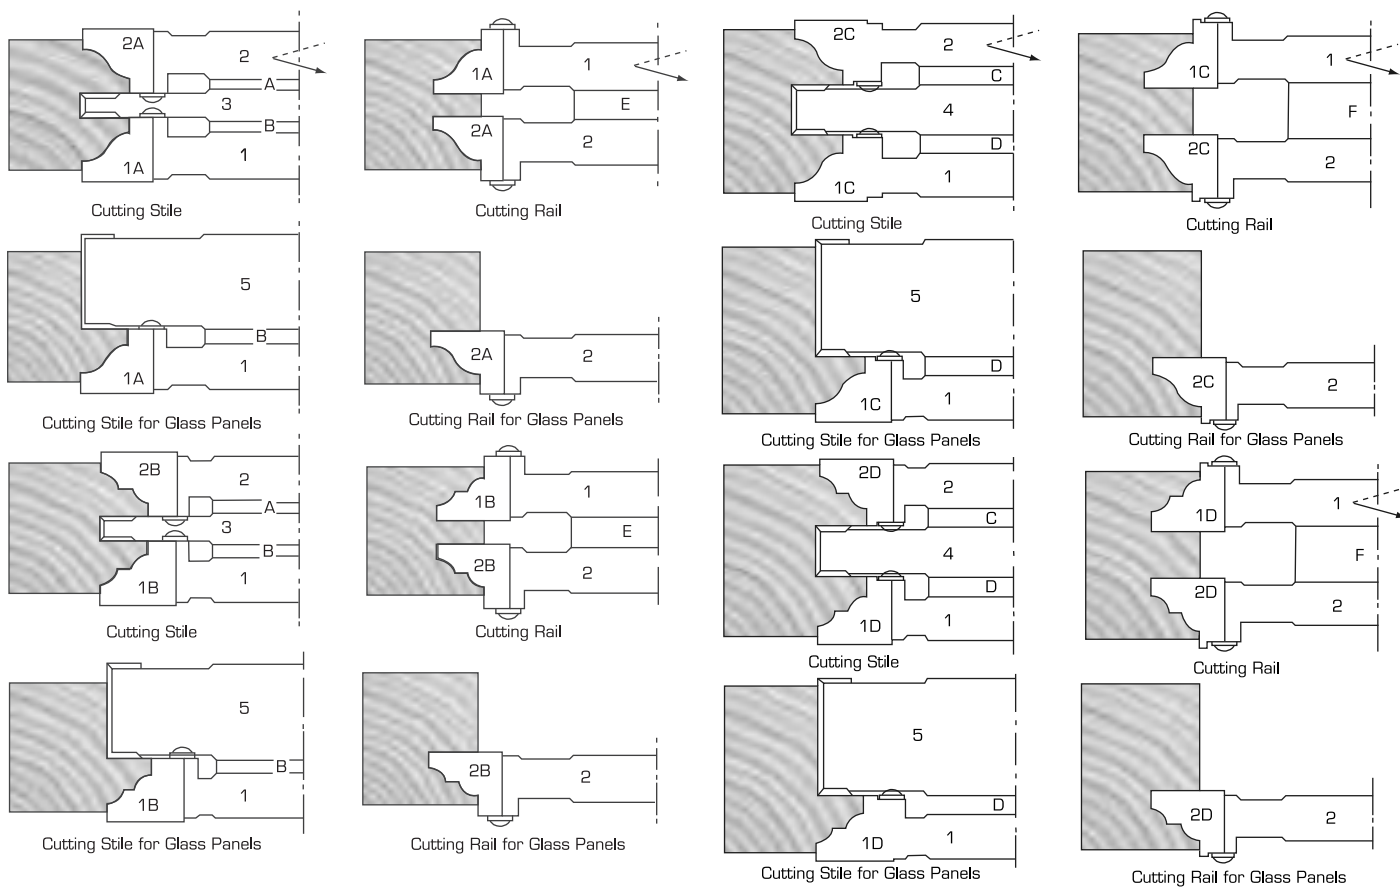 2A
2
A
3
B
1
1A
Cutting Stile
1A
1
E
2A
2
Cutting Rail
2C
2
C
4
D
1C
1
Cutting Stile
1C
1
F
2C
2
Cutting Rail
5
B
1A
1
Cutting Stile for Glass Panels
2A
2
Cutting Rail for Glass Panels
5
D
1C
1
Cutting Stile for Glass Panels
2C
2
Cutting Rail for Glass Panels
2B
2
A
3
B
1B
1
Cutting Stile
1B
1
E
2B
2
Cutting Rail
2D
2
C
4
D
1D
1
Cutting Stile
1D
1
F
2D
2
Cutting Rail
5
B
1B
1
Cutting Stile for Glass Panels
2B
2
Cutting Rail for Glass Panels
5
D
1D
1
Cutting Stile for Glass Panels
2D
2
Cutting Rail for Glass Panels